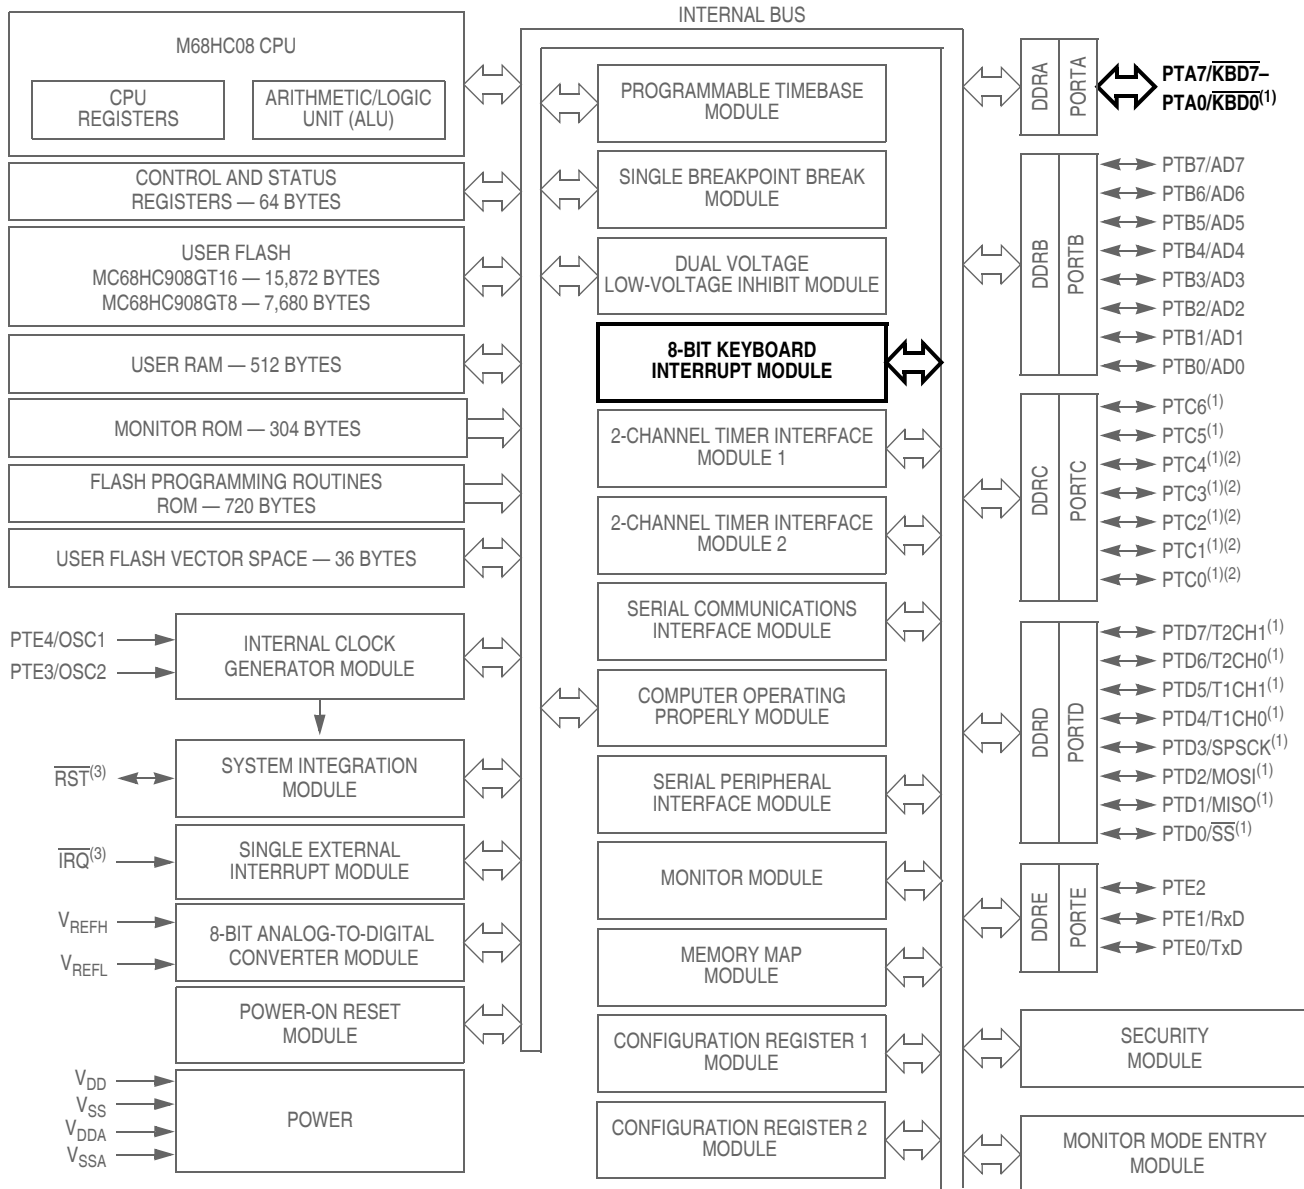 INTERNAL BUS
M68HC08 CPU
CPU
REGISTERS
ARITHMETIC/LOGIC
UNIT (ALU)
CONTROL AND STATUS
REGISTERS — 64 BYTES
USER FLASH
MC68HC908GT16 — 15,872 BYTES
MC68HC908GT8 — 7,680 BYTES
USER RAM — 512 BYTES
MONITOR ROM — 304 BYTES
FLASH PROGRAMMING ROUTINES
ROM — 720 BYTES
USER FLASH VECTOR SPACE — 36 BYTES
PTE4/OSC1
PTE3/OSC2
INTERNAL CLOCK
GENERATOR MODULE
RST(3)
SYSTEM INTEGRATION
MODULE
IRQ(3)
SINGLE EXTERNAL
INTERRUPT MODULE
VREFH
VREFL
8-BIT ANALOG-TO-DIGITAL
CONVERTER MODULE
POWER-ON RESET
MODULE
VDD
VSS
VDDA
VSSA
POWER
PROGRAMMABLE TIMEBASE
MODULE
SINGLE BREAKPOINT BREAK
MODULE
DUAL VOLTAGE
LOW-VOLTAGE INHIBIT MODULE
8-BIT KEYBOARD
INTERRUPT MODULE
2-CHANNEL TIMER INTERFACE
MODULE 1
2-CHANNEL TIMER INTERFACE
MODULE 2
SERIAL COMMUNICATIONS
INTERFACE MODULE
COMPUTER OPERATING
PROPERLY MODULE
SERIAL PERIPHERAL
INTERFACE MODULE
MONITOR MODULE
MEMORY MAP
MODULE
CONFIGURATION REGISTER 1
MODULE
CONFIGURATION REGISTER 2
MODULE
DDRA
PORTA
PTA7/KBD7–
PTA0/KBD0(1)
DDRB
PORTB
PTB7/AD7
PTB6/AD6
PTB5/AD5
PTB4/AD4
PTB3/AD3
PTB2/AD2
PTB1/AD1
PTB0/AD0
DDRC
PORTC
PTC6(1)
PTC5(1)
PTC4(1)(2)
PTC3(1)(2)
PTC2(1)(2)
PTC1(1)(2)
PTC0(1)(2)
DDRD
PORTD
PTD7/T2CH1(1)
PTD6/T2CH0(1)
PTD5/T1CH1(1)
PTD4/T1CH0(1)
PTD3/SPSCK(1)
PTD2/MOSI(1)
PTD1/MISO(1)
PTD0/SS(1)
DDRE
PORTE
PTE2
PTE1/RxD
PTE0/TxD
SECURITY
MODULE
MONITOR MODE ENTRY
MODULE